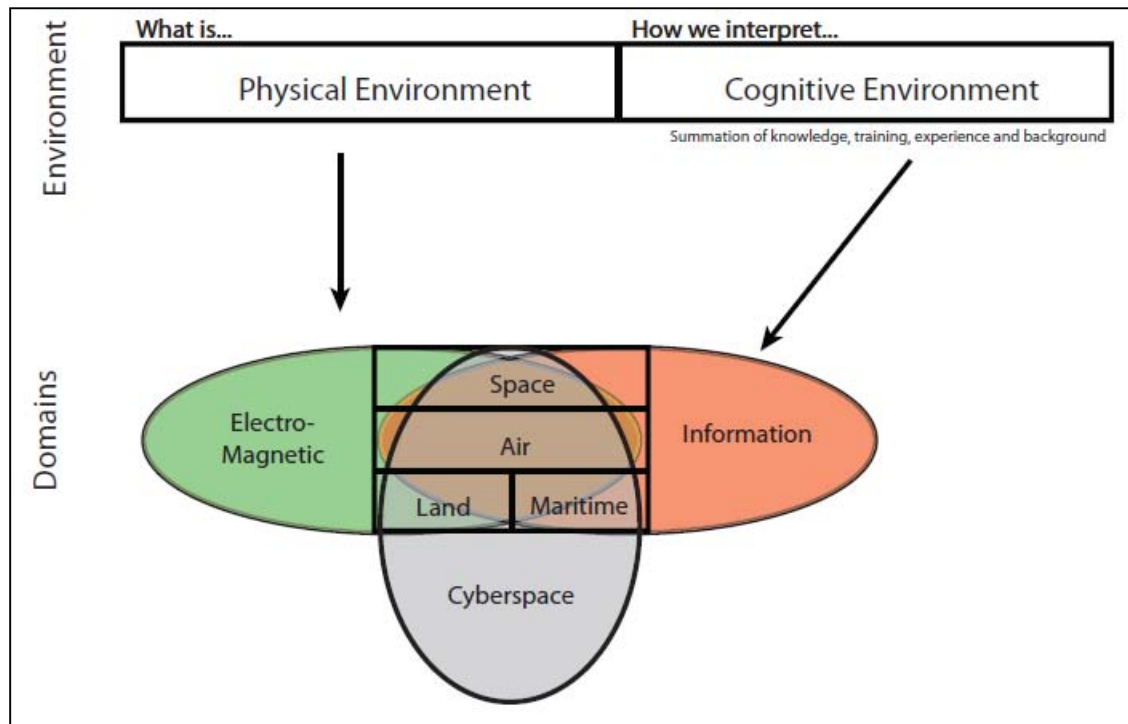 What is...
How we interpret...
Environment
Physical Environment
Cognitive Environment
Summation of knowledge, training, experience and background
Domains
Space
Electro-
Magnetic
Air
Information
Land
Maritime
Cyberspace